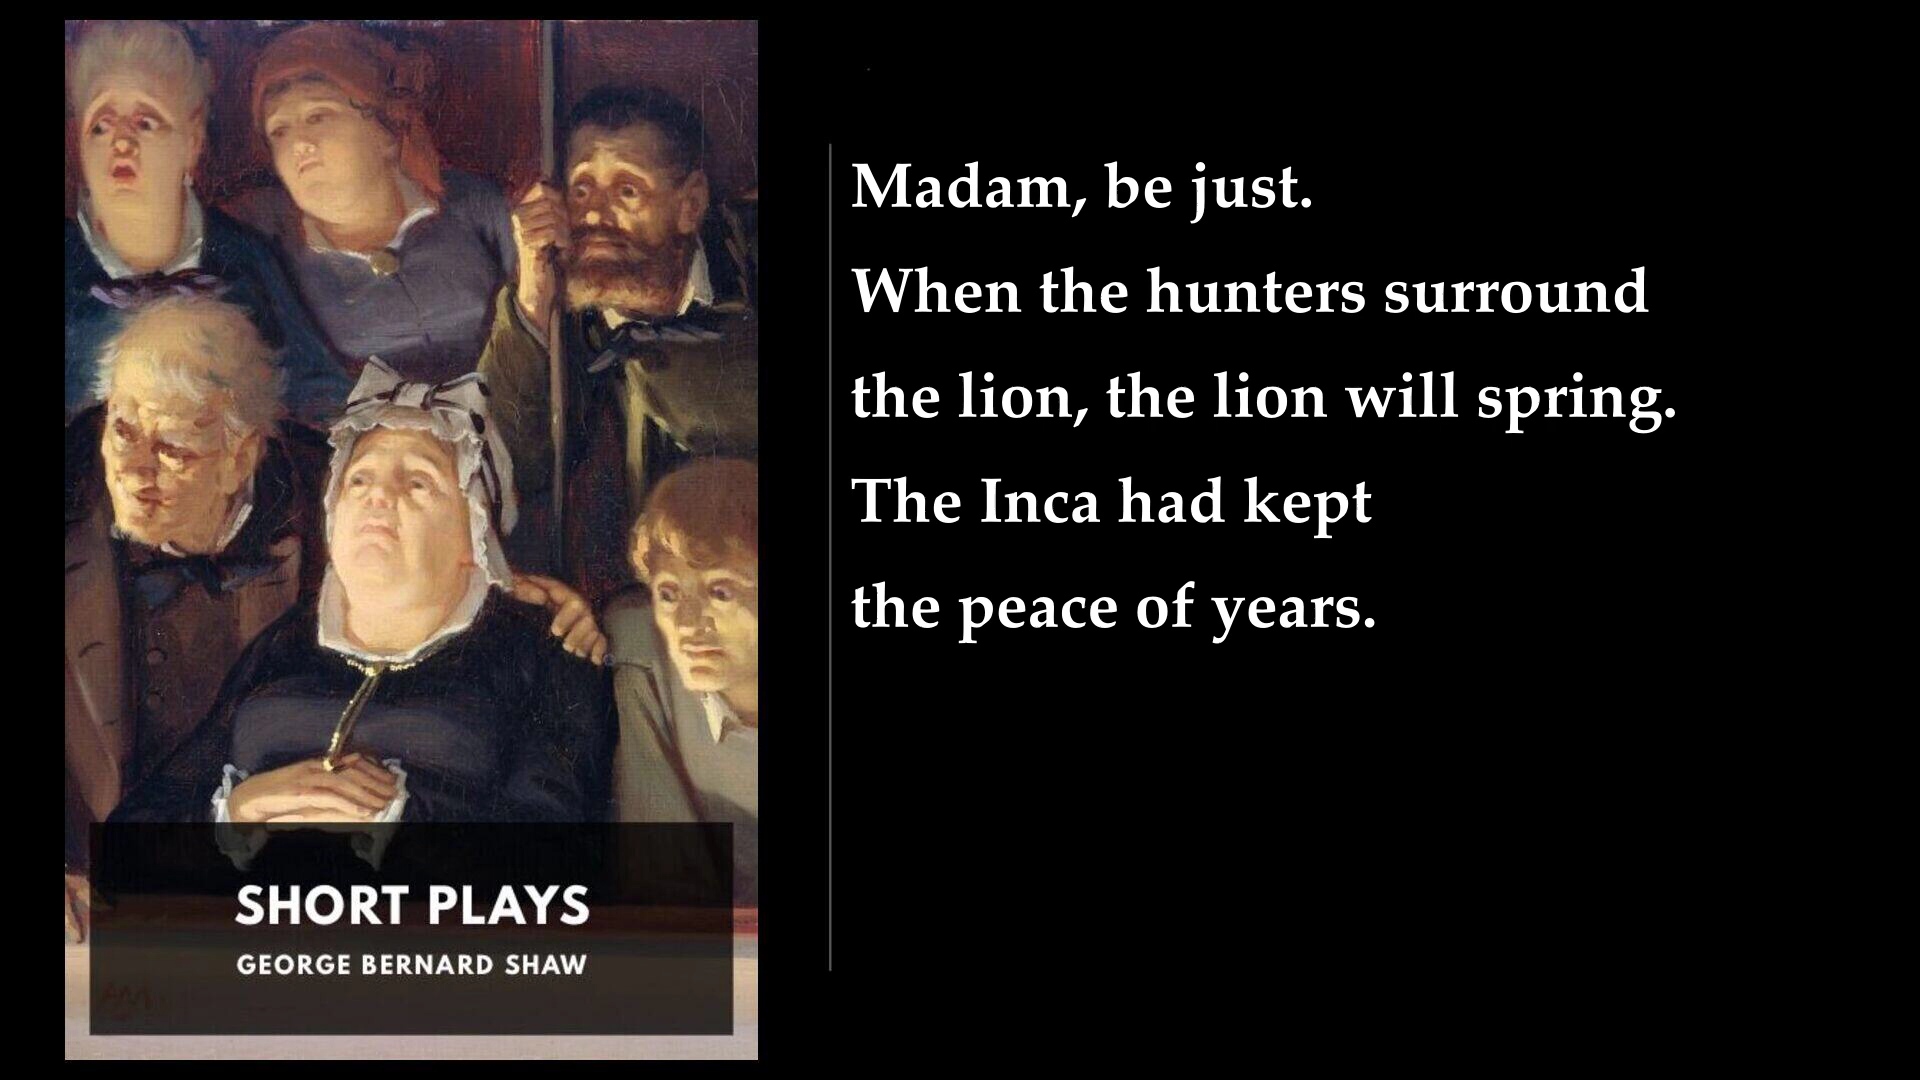 Madam, be just.
When the hunters surround
the lion, the lion will spring.
The Inca had kept
the peace of years.
SHORT PLAYS
GEORGE BERNARD SHAW